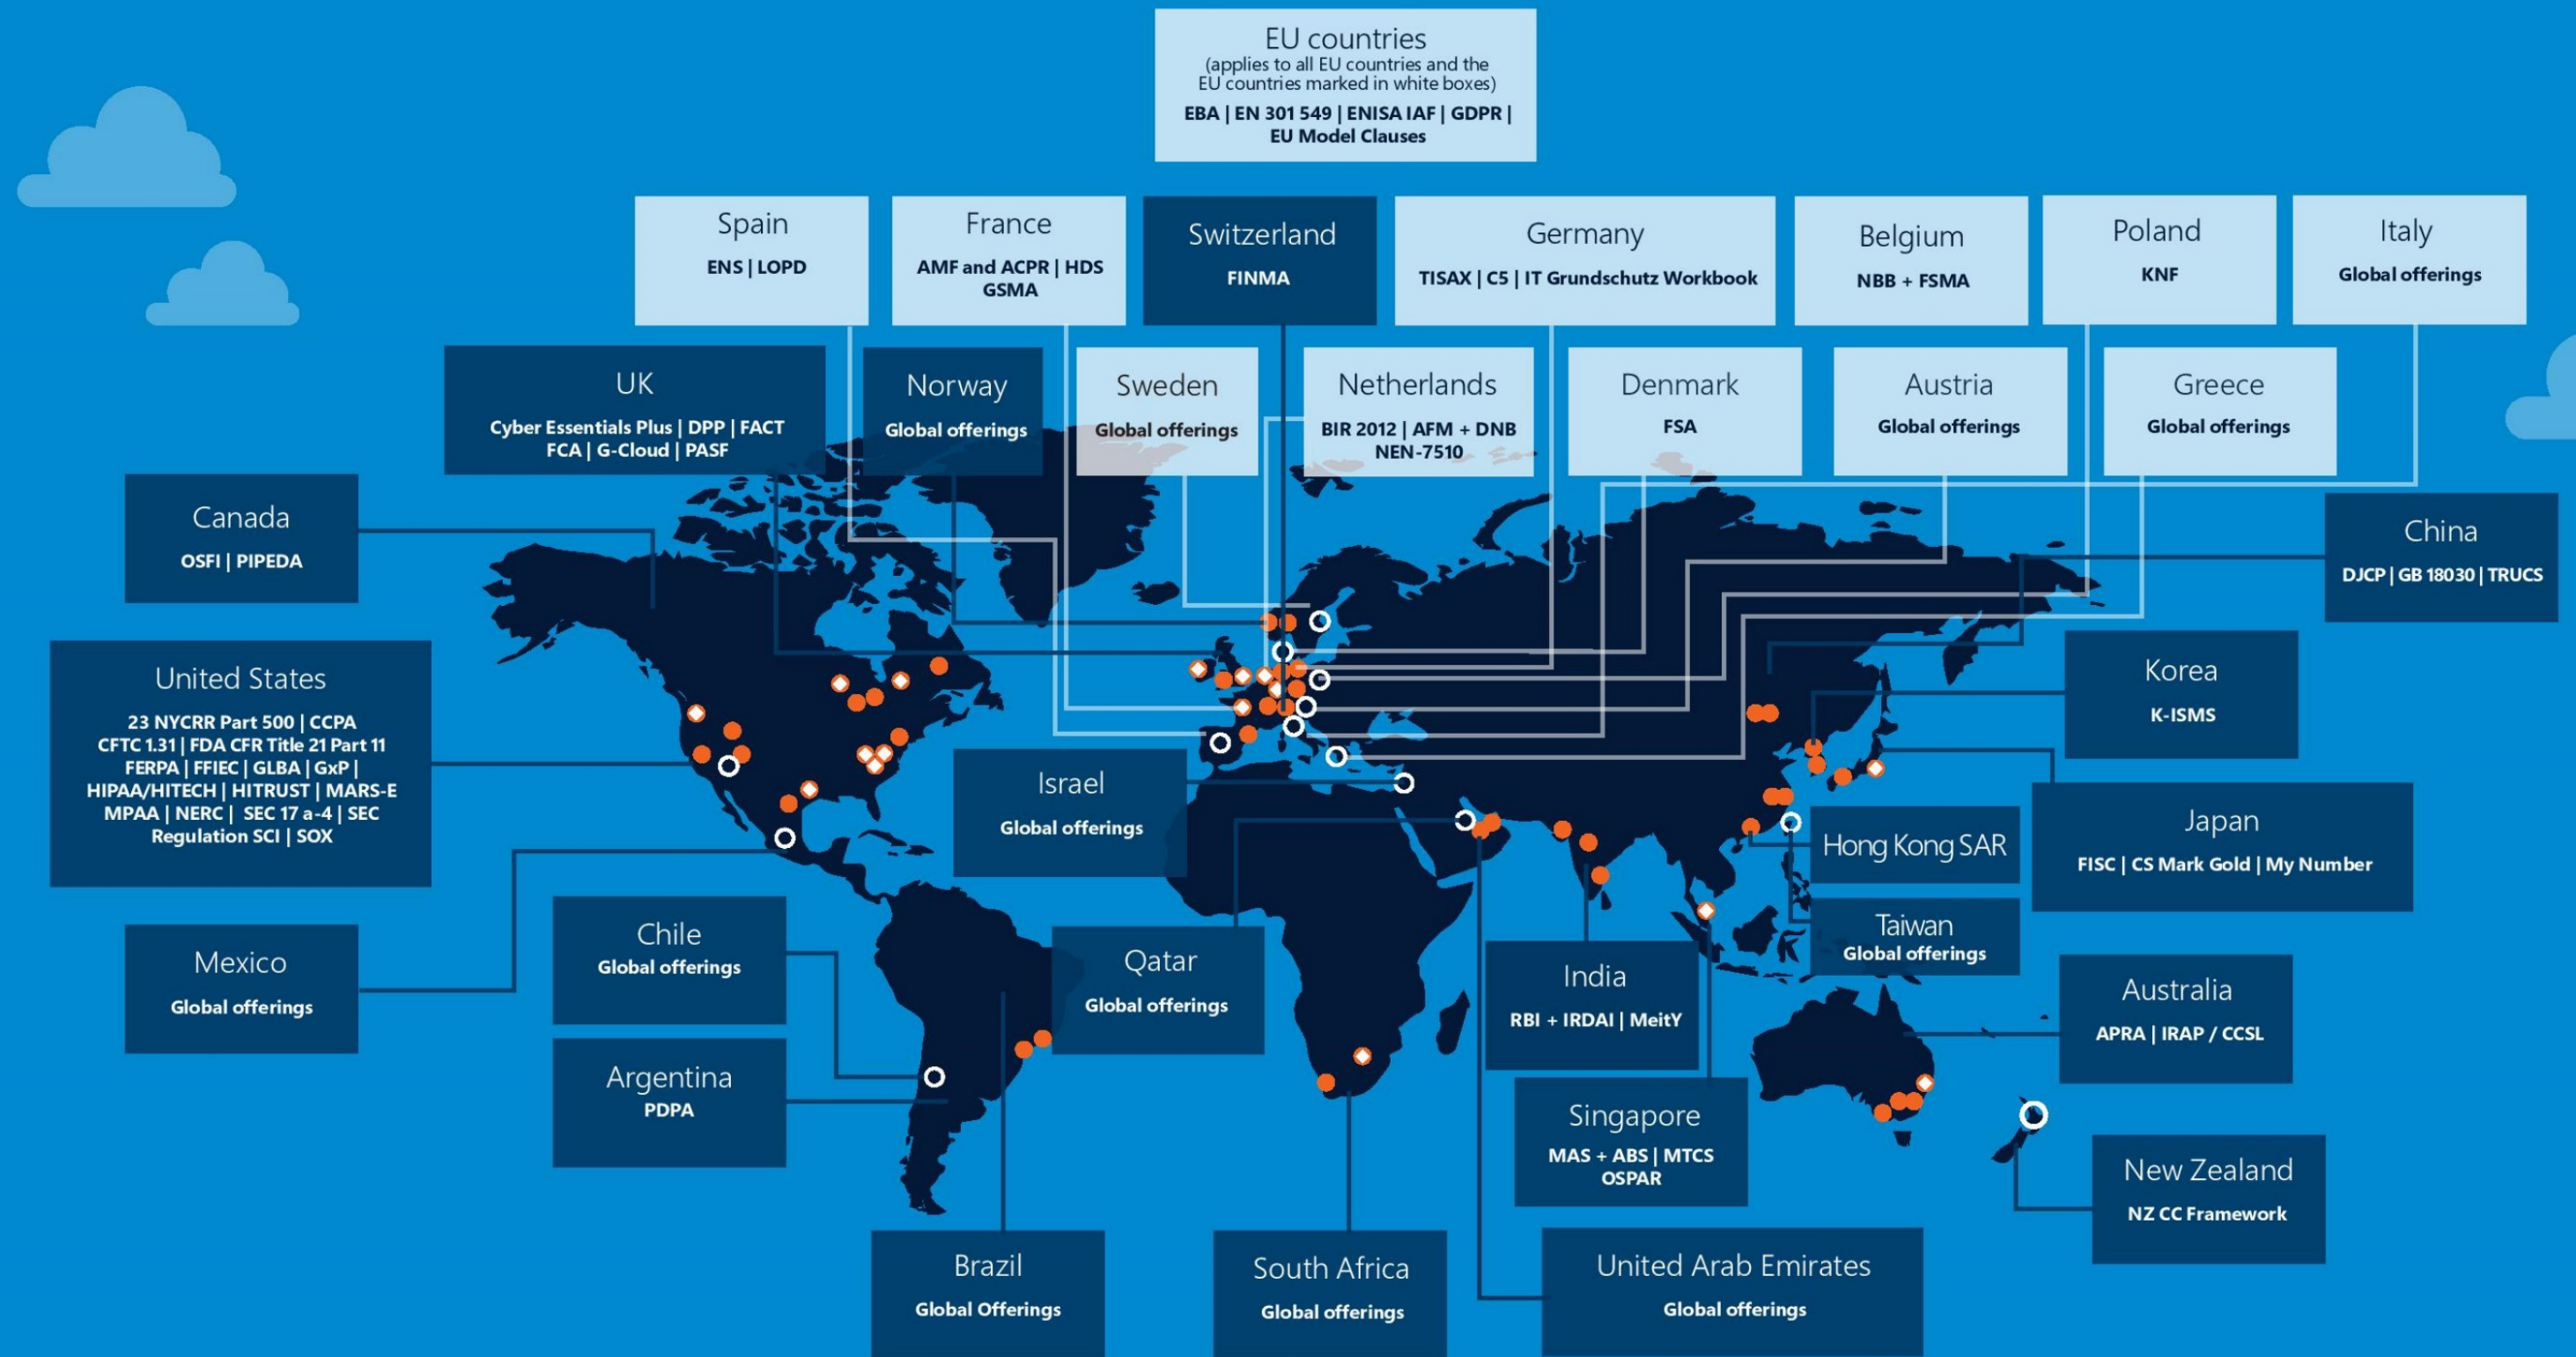 EU countries
(applies to all EU countries and the
EU countries marked in white boxes)
EBA | EN 301 549 | ENISA IAF | GDPR |
EU Model Clauses
Spain
ENS | LOPD
France
AMF and ACPR | HDS
GSMA
Switzerland
FINMA
Germany
TISAX | C5 | IT Grundschutz Workbook
Belgium
NBB + FSMA
Poland
KNF
Italy
Global offerings
UK
Cyber Essentials Plus | DPP | FACT
FCA | G-Cloud | PASF
Norway
Global offerings
Sweden
Global offerings
Netherlands
BIR 2012 | AFM + DNB
NEN-7510
Denmark
FSA
Austria
Global offerings
Greece
Global offerings
Canada
OSFI | PIPEDA
China
DJCP | GB 18030 | TRUCS
United States
23 NYCRR Part 500 | CCPA
CFTC 1.31 | FDA CFR Title 21 Part 11
FERPA | FFIEC | GLBA | GxP |
HIPAA/HITECH | HITRUST | MARS-E
MPAA | NERC | SEC 17 a-4 | SEC
Regulation SCI | SOX
Korea
K-ISMS
Israel
Global offerings
Japan
FISC | CS Mark Gold | My Number
Hong Kong SAR
Taiwan
Global offerings
Mexico
Global offerings
Chile
Global offerings
Qatar
Global offerings
India
RBI + IRDAI | MeitY
Australia
APRA | IRAP / CCSL
Argentina
PDPA
Singapore
MAS + ABS | MTCS
OSPAR
New Zealand
NZ CC Framework
Brazil
Global Offerings
South Africa
Global offerings
United Arab Emirates
Global offerings